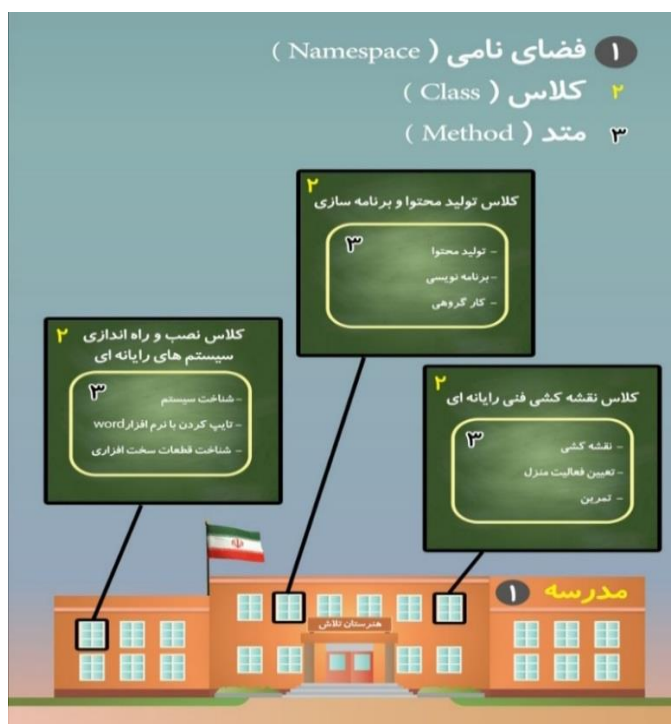 ۱ فضای نامی ( Namespace )
۲ کلاس ( Class )
۳ متد ( Method )
۲
کلاس تولید محتوا و برنامه سازی
۳
- تولید محتوا
- برنامه نویسی
- کار گروهی
۲ کلاس نقشه کشی فنی رایانه ای
۳
- نقشه کشی
- تعیین فعالیت منزل
- تمرین
۲ کلاس نصب و راه اندازی
سیستم های رایانه ای
۳
- شناخت سیستم
- تایپ کردن با نرم افزار word
- شناخت قطعات سخت افزاری
مدرسه ۱
هنرستان تلاش